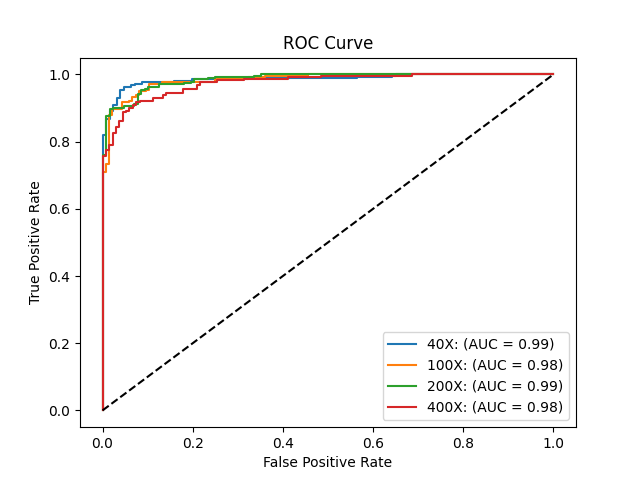 ROC Curve
True Positive Rate
1.0
0.8
0.6
0.4
0.2
0.0
40X: (AUC = 0.99)
100X: (AUC = 0.98)
200X: (AUC = 0.99)
400X: (AUC = 0.98)
0.0 0.2 0.4 0.6 0.8 1.0
False Positive Rate